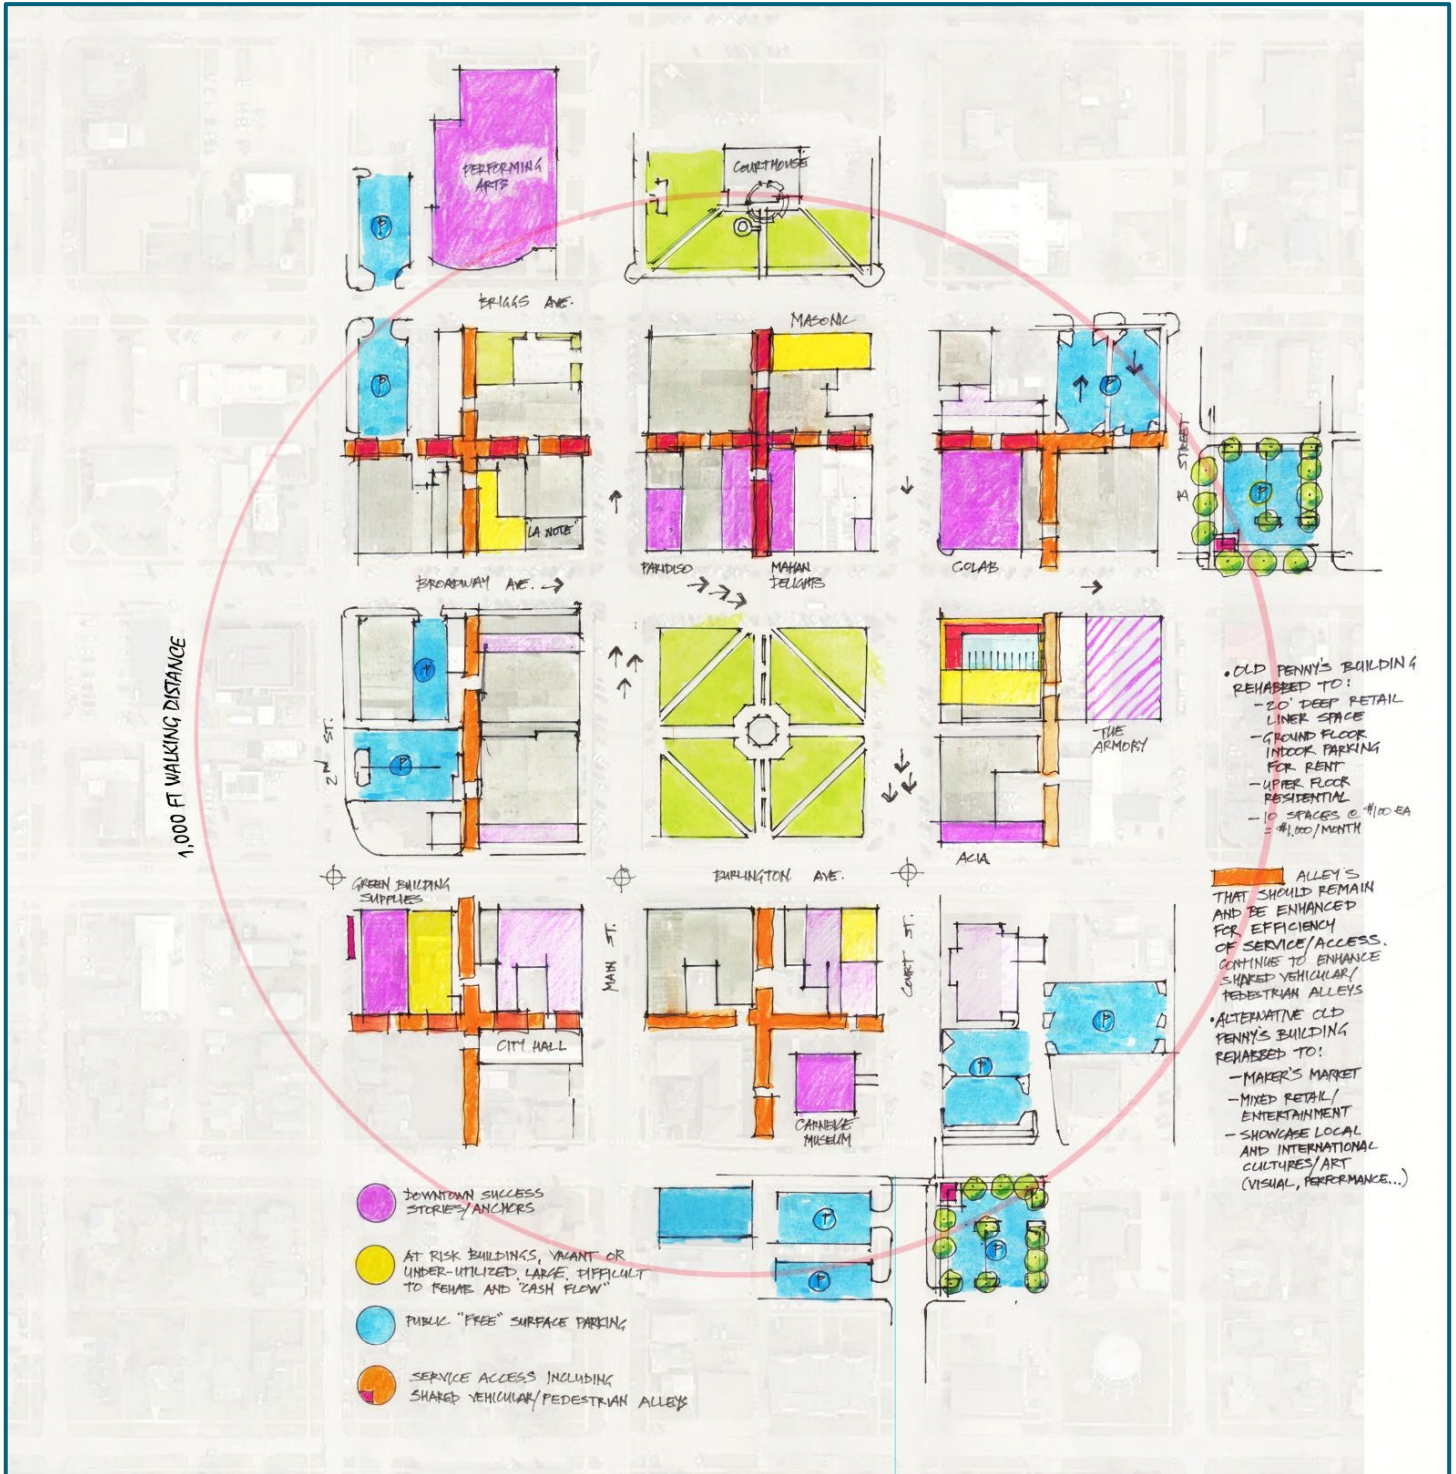 PERFORMING
ARTS
COURTHOUSE
P
BRIGGS AVE.
MASONIC
P
P
STREET
P
"LA NOTE"
PARIDISO
MAHAN
DELIGHTS
COLAB
BROADWAY AVE.
P
THE
ARMORY
2ND ST.
P
1,000 FT WALKING DISTANCE
ACIA
GREEN BUILDING
SUPPLIES
BURLINGTON AVE.
MAIN ST.
COURT ST.
CITY HALL
P
P
CARNEGIE
MUSEUM
P
P
P
• OLD PENNY'S BUILDING
REHABBED TO:
- 20' DEEP RETAIL
LINER SPACE
- GROUND FLOOR
INDOOR PARKING
FOR RENT
- UPPER FLOOR
RESIDENTIAL
- 10 SPACES @ $100 EA
= $1,000/MONTH
ALLEY'S
THAT SHOULD REMAIN
AND BE ENHANCED
FOR EFFICIENCY
OF SERVICE/ACCESS.
CONTINUE TO ENHANCE
SHARED VEHICULAR/
PEDESTRIAN ALLEYS
• ALTERNATIVE OLD
PENNY'S BUILDING
REHABBED TO:
- MAKER'S MARKET
- MIXED RETAIL/
ENTERTAINMENT
- SHOWCASE LOCAL
AND INTERNATIONAL
CULTURES/ART
(VISUAL, PERFORMANCE...)
DOWNTOWN SUCCESS
STORIES/ANCHORS
AT RISK BUILDINGS, VACANT OR
UNDER-UTILIZED, LARGE, DIFFICULT
TO REHAB AND "CASH FLOW"
PUBLIC "FREE" SURFACE PARKING
SERVICE ACCESS INCLUDING
SHARED VEHICULAR/PEDESTRIAN ALLEYS